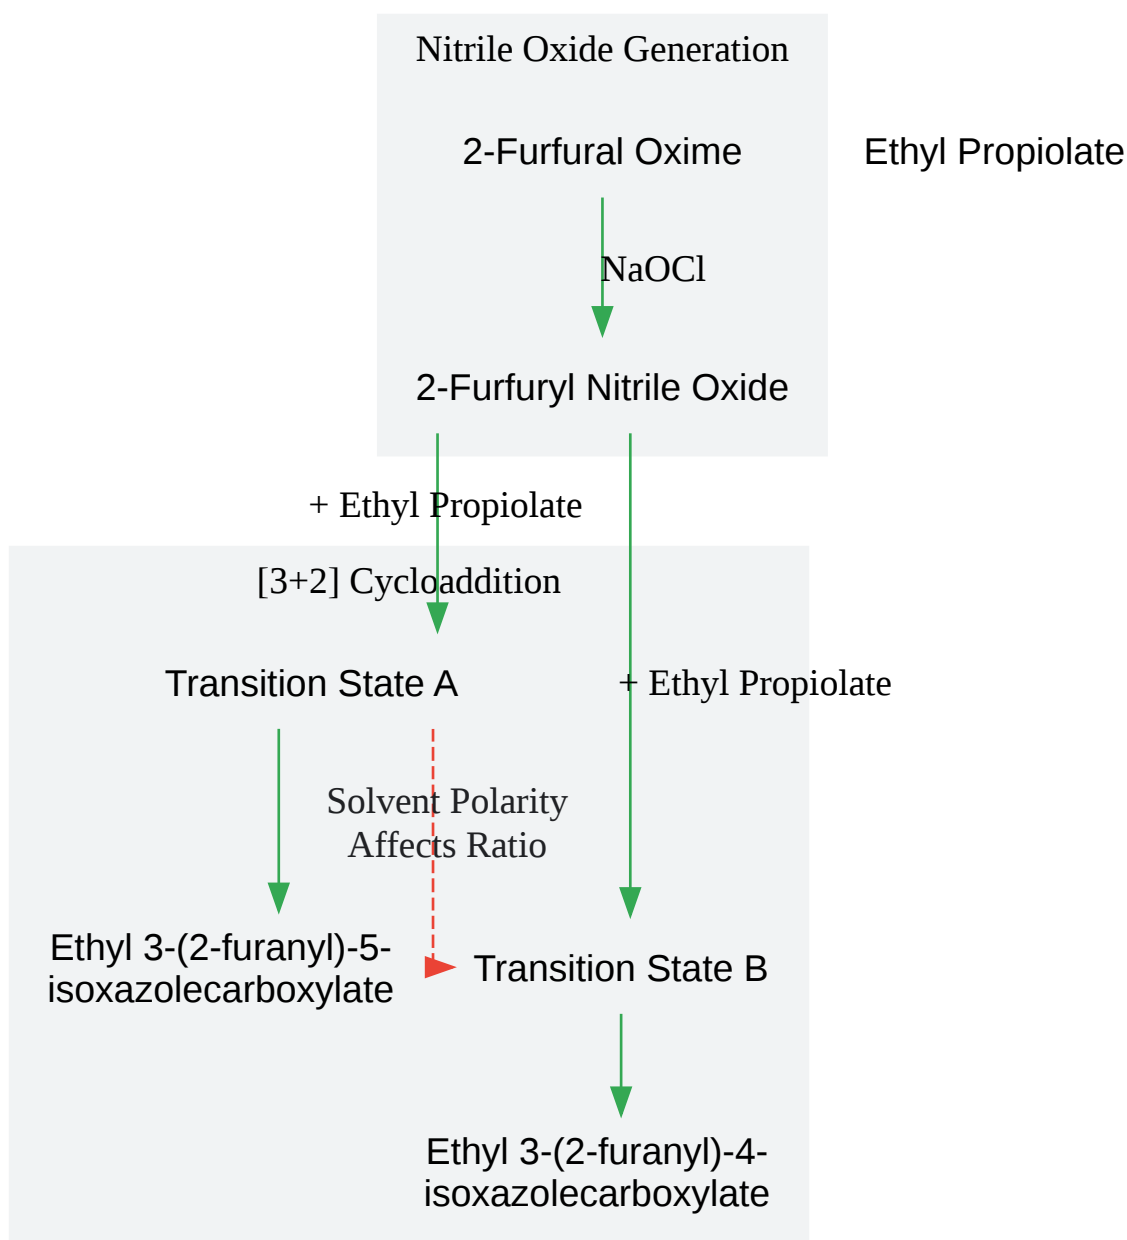 Nitrile Oxide Generation
2-Furfural Oxime
Ethyl Propiolate
NaOCl
2-Furfuryl Nitrile Oxide
+ Ethyl Propiolate
[3+2] Cycloaddition
Transition State A
+ Ethyl Propiolate
Solvent Polarity
Affects Ratio
Ethyl 3-(2-furanyl)-5-
isoxazolecarboxylate
Transition State B
Ethyl 3-(2-furanyl)-4-
isoxazolecarboxylate